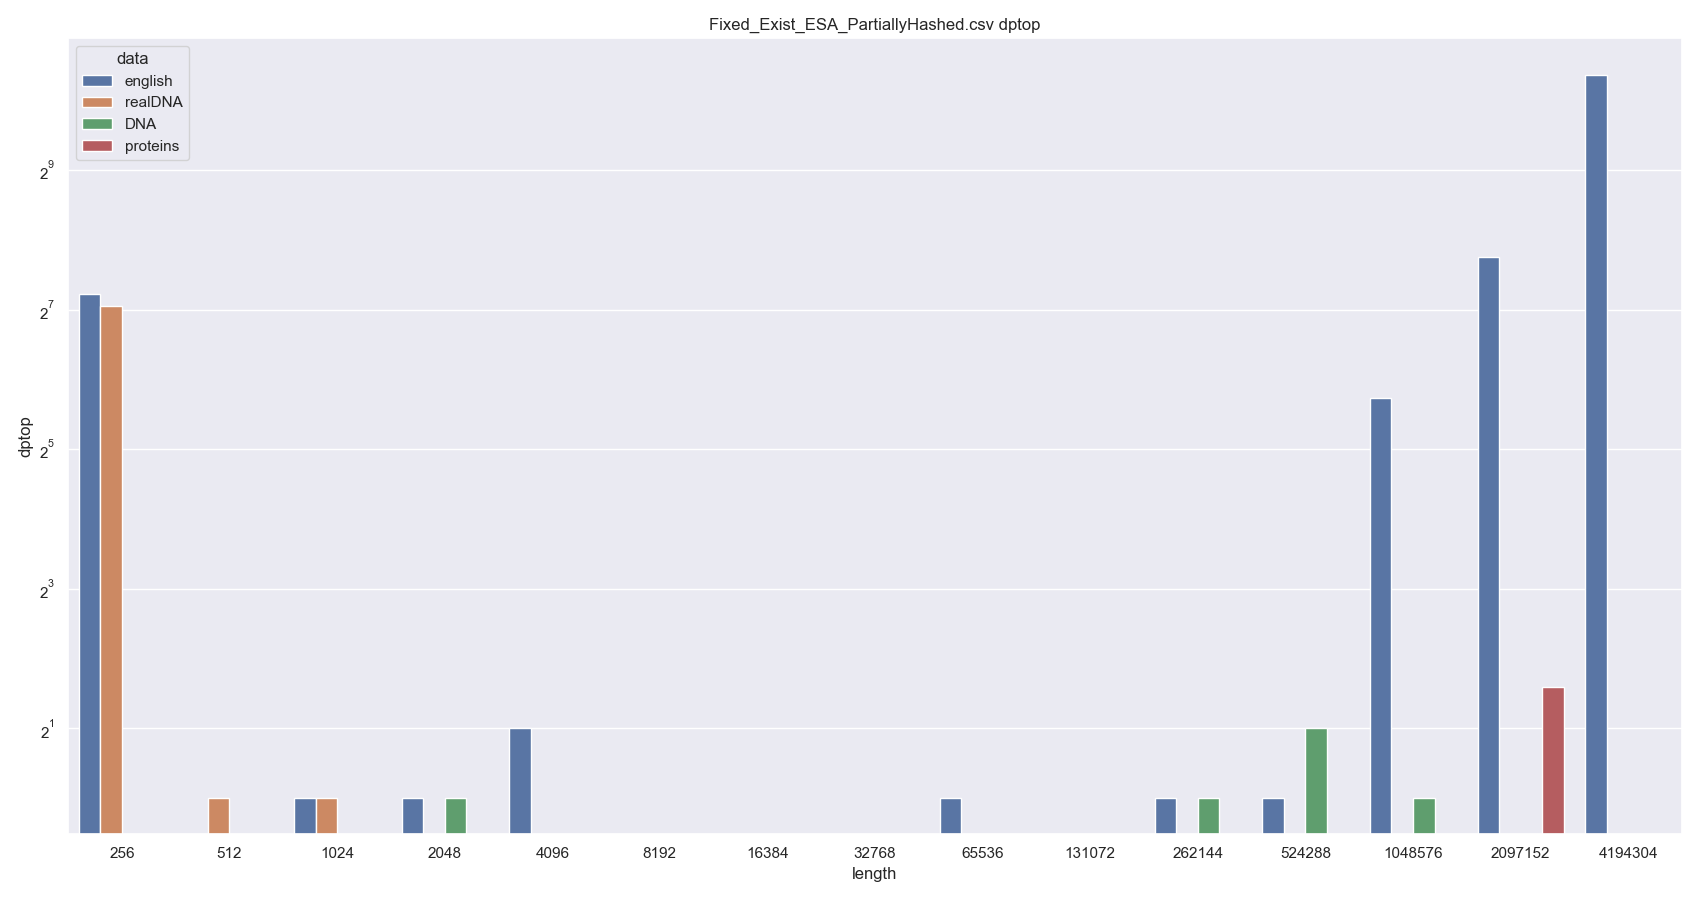 Fixed_Exist_ESA_PartiallyHashed.csv dptop
data
english
realDNA
DNA
proteins
2^9
2^7
2^5
2^3
2^1
dptop
256 512 1024 2048 4096 8192 16384 32768 65536 131072 262144 524288 1048576 2097152 4194304
length